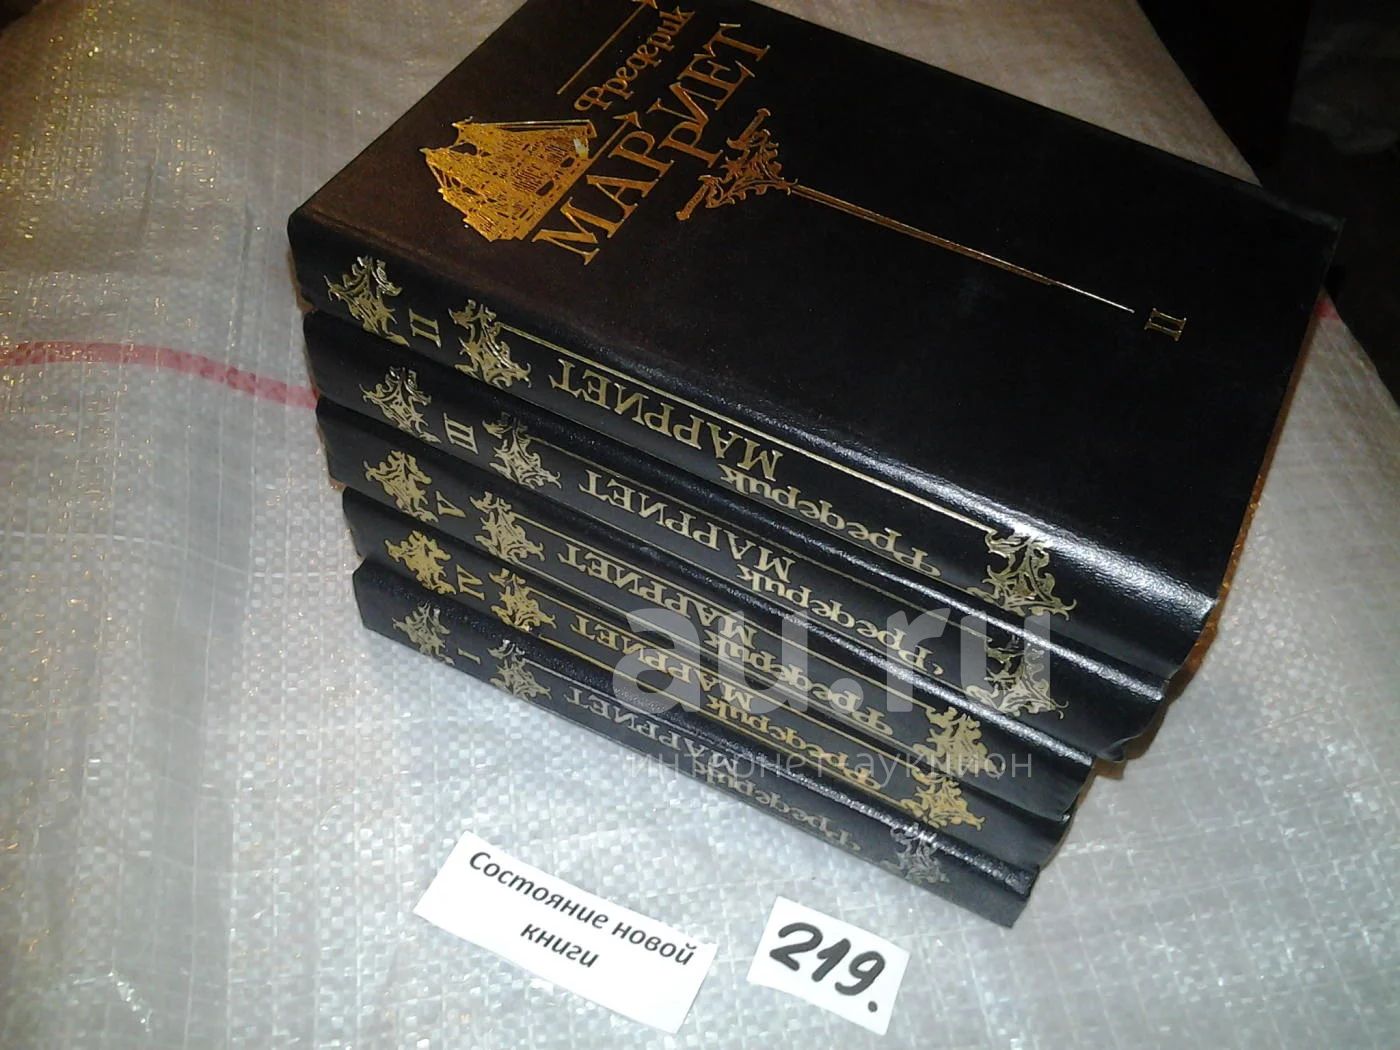 Фредерик
МАРРИЕТ
II
II
МАРРИЕТ
Фредерик
III
МАРРИЕТ
Фредерик
V
МАРРИЕТ
Фредерик
IV
МАРРИЕТ
Фредерик
I
МАРРИЕТ
Фредерик
au.ru
интернет-аукцион
Состояние новой
книги
219.